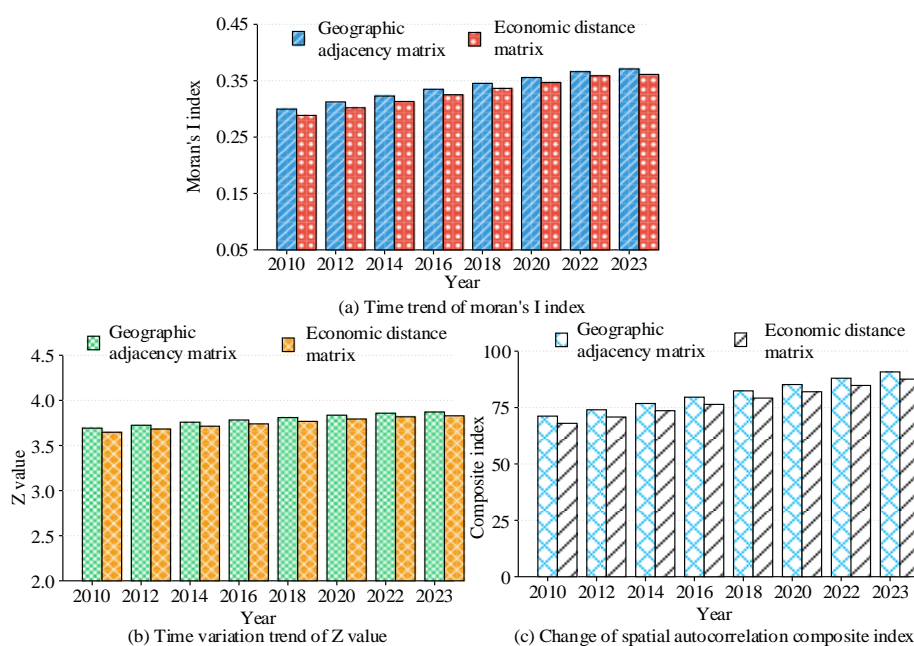 Geographic adjacency matrix
Economic distance matrix
0.45
0.35
0.25
0.15
0.05
Moran's I index
2010 2012 2014 2016 2018 2020 2022 2023
Year
(a) Time trend of moran's I index
Geographic adjacency matrix
Economic distance matrix
4.5
4.0
3.5
3.0
2.5
2.0
Z value
2010 2012 2014 2016 2018 2020 2022 2023
Year
(b) Time variation trend of Z value
Geographic adjacency matrix
Economic distance matrix
100
75
50
25
0
Composite index
2010 2012 2014 2016 2018 2020 2022 2023
Year
(c) Change of spatial autocorrelation composite index